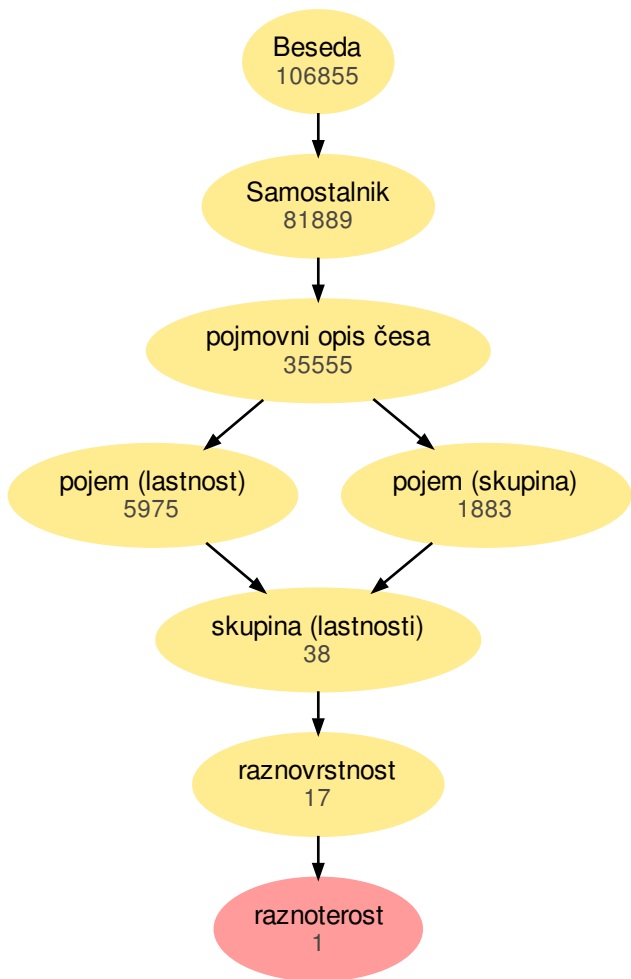 Beseda
106855
Samostalnik
81889
pojmovni opis česa
35555
pojem (lastnost)
5975
pojem (skupina)
1883
skupina (lastnosti)
38
raznovrstnost
17
raznoterost
1